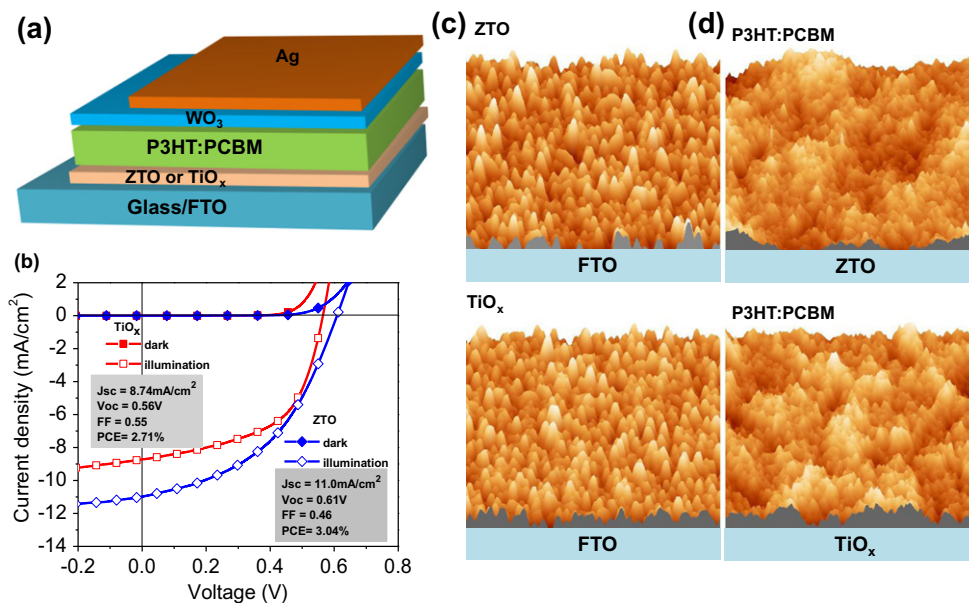 (a)
Ag
WO3
P3HT:PCBM
ZTO or TiOx
Glass/FTO
(b)
Current density (mA/cm2)
2
0
-2
-4
-6
-8
-10
-12
-14
-0.2
0.0
0.2
0.4
0.6
0.8
Voltage (V)
TiOx
dark
illumination
Jsc = 8.74mA/cm2
Voc = 0.56V
FF = 0.55
PCE= 2.71%
ZTO
dark
illumination
Jsc = 11.0mA/cm2
Voc = 0.61V
FF = 0.46
PCE= 3.04%
(c)
ZTO
FTO
TiOx
FTO
(d)
P3HT:PCBM
ZTO
P3HT:PCBM
TiOx